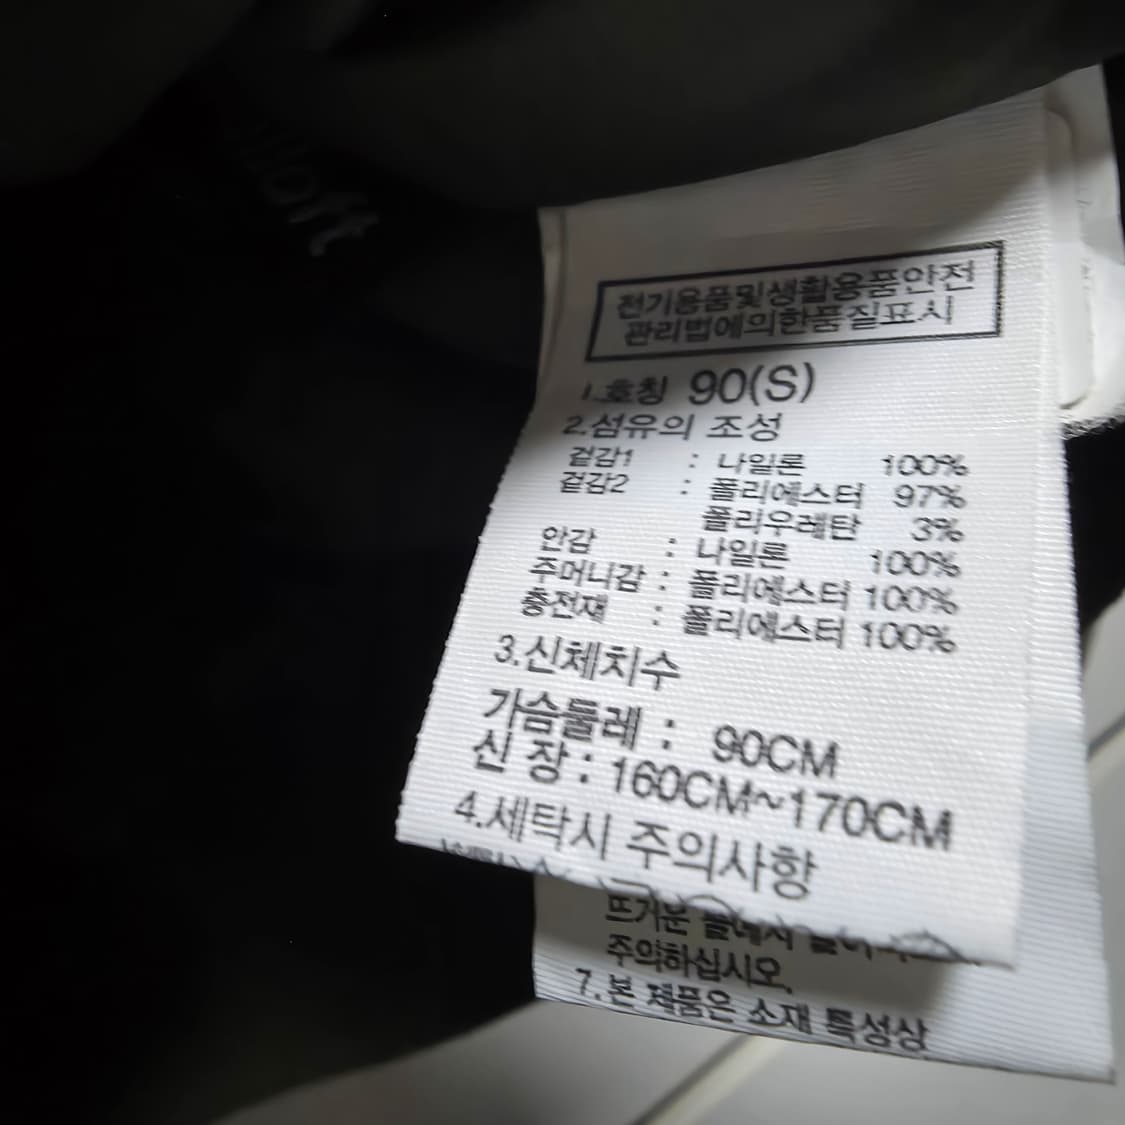 전기용품및생활용품안전
관리법에의한품질표시
1.호칭 90(S)
2.섬유의 조성
겉감1 : 나일론 100%
겉감2 : 폴리에스터 97%
폴리우레탄 3%
안감 : 나일론 100%
주머니감 : 폴리에스터 100%
충전재 : 폴리에스터 100%
3.신체치수
가슴둘레 : 90CM
신 장 : 160CM~170CM
4.세탁시 주의사항
뜨거운
주의하십시오.
7.본 제품은 소재 특성상